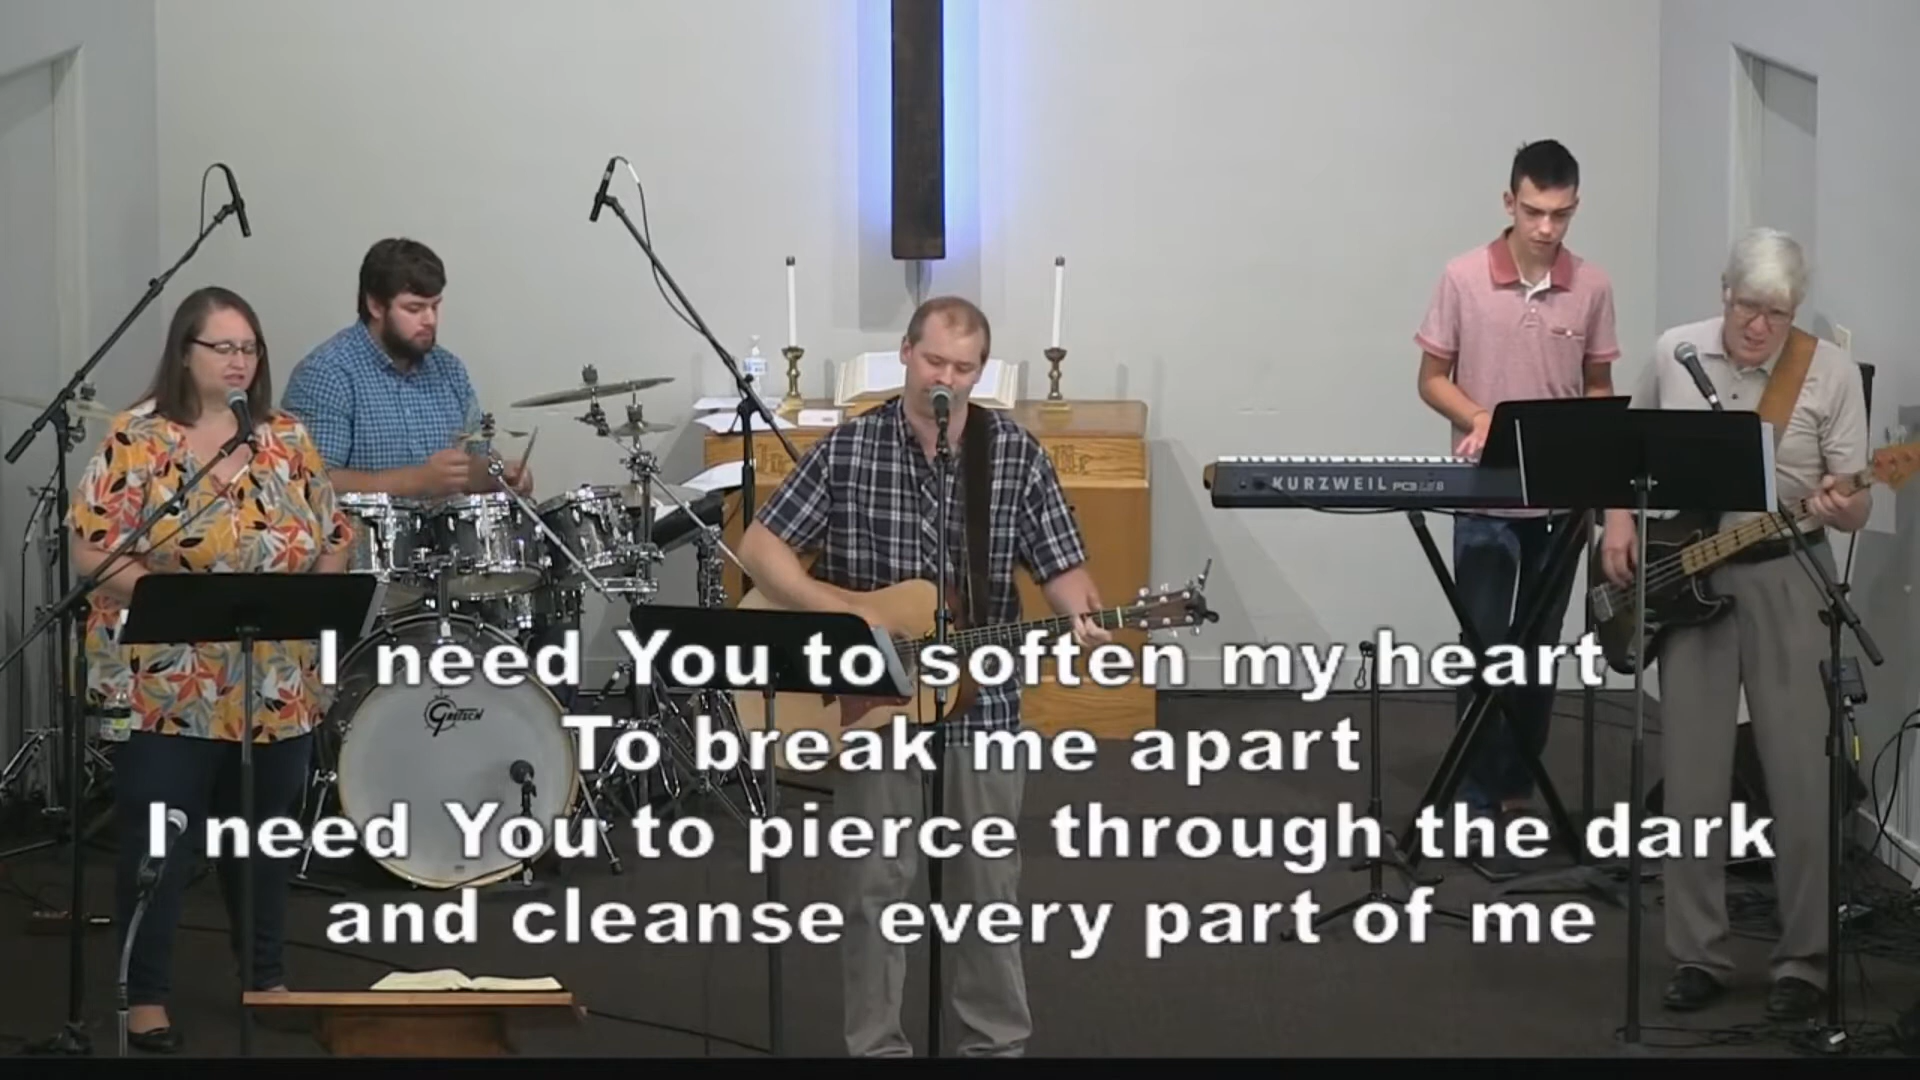 KURZWEIL PC3LE8
I need You to soften my heart
GRETSCH
To break me apart
I need You to pierce through the dark
and cleanse every part of me